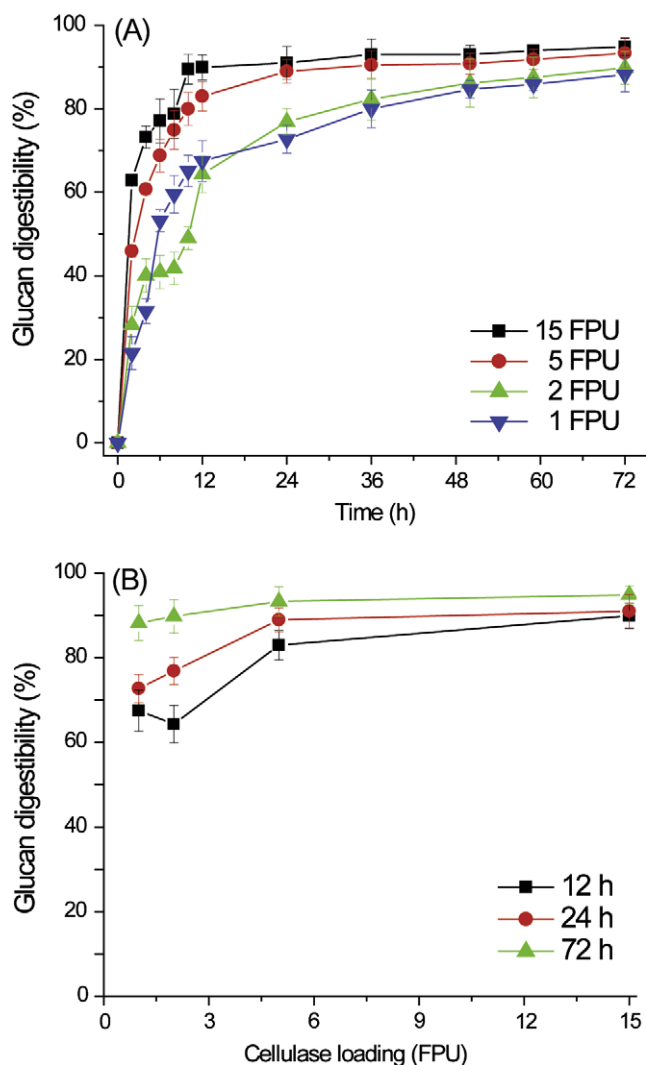 (A)
Glucan digestibility (%)
100
80
60
40
20
0
15 FPU
5 FPU
2 FPU
1 FPU
0 12 24 36 48 60 72
Time (h)
(B)
Glucan digestibility (%)
100
80
60
40
20
0
12 h
24 h
72 h
0 3 6 9 12 15
Cellulase loading (FPU)